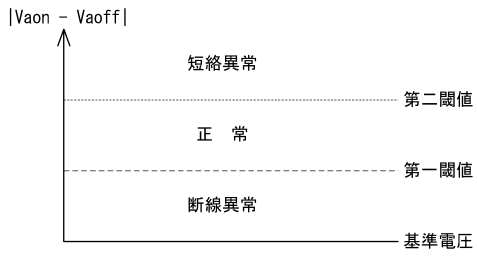 |Vaon － Vaoff|
短絡異常
第二閾値
正　常
第一閾値
断線異常
基準電圧